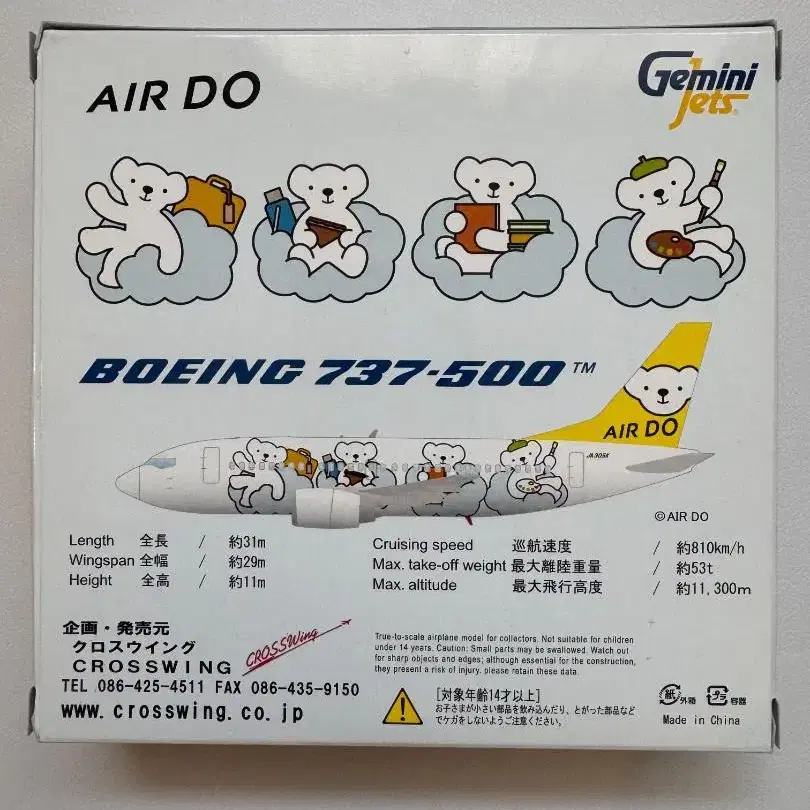 AIR DO
Gemini Jets®
BOEING 737-500™
AIR DO
JA305K
©AIR DO
Length 全長 / 約31m
Wingspan 全幅 / 約29m
Height 全高 / 約11m
Cruising speed 巡航速度 / 約810km/h
Max. take-off weight 最大離陸重量 / 約53t
Max. altitude 最大飛行高度 / 約11,300m
企画・発売元
クロスウイング
CROSSWING
CROSSWing
TEL 086-425-4511 FAX 086-435-9150
www.crosswing.co.jp
True-to-scale airplane model for collectors. Not suitable for children
under 14 years. Caution: Small parts may be swallowed. Watch out
for sharp objects and edges; although essential for the construction,
they present a risk of injury. please retain these data.
[対象年齢14才以上]
お子さまが小さい部品を飲み込んだり、とがった部品など
でケガをしないようご注意ください。
紙 外箱
プラ 容器
Made in China